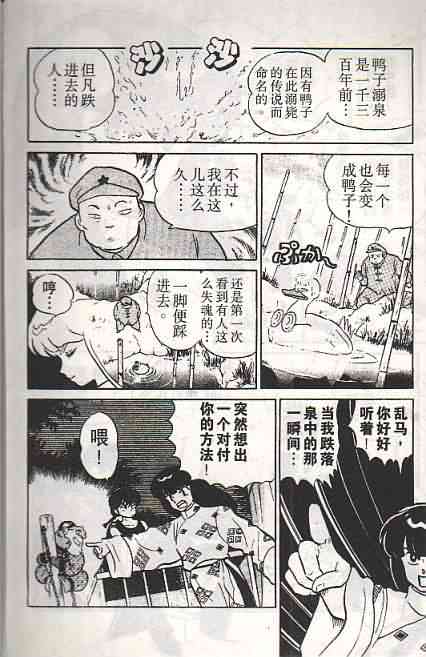 鸭子溺泉
是一千三
百年前…
因有鸭子
在此溺毙
的传说而
命名的。
沙
沙
但凡跌
进去的
人……
每一个
也会变
成鸭子！
ぷか～
不过，
我在这
儿这么
久……
还是第一次
看到有人这
么失魂的…
一脚便踩
进去。
哼…
乱马，
你好好
听着！
当我跌落
泉中的那
一瞬间…
突然想出
一个对付
你的方法！
喂！